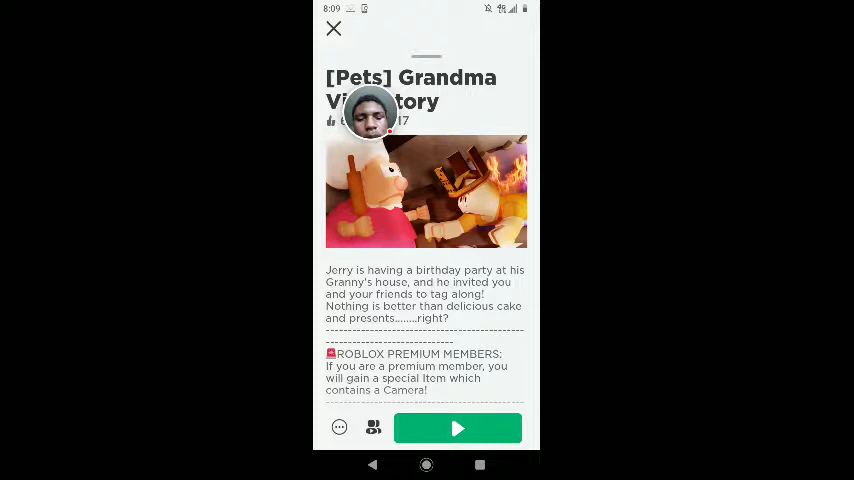 8:09
[Pets] Grandma
tory
17
Jerry is having a birthday party at his
Granny's house, and he invited you
and your friends to tag along!
Nothing is better than delicious cake
and presents........right?
--------------------------------------------
----------------------------
🚨ROBLOX PREMIUM MEMBERS:
If you are a premium member, you
will gain a special Item which
contains a Camera!
--------------------------------------------